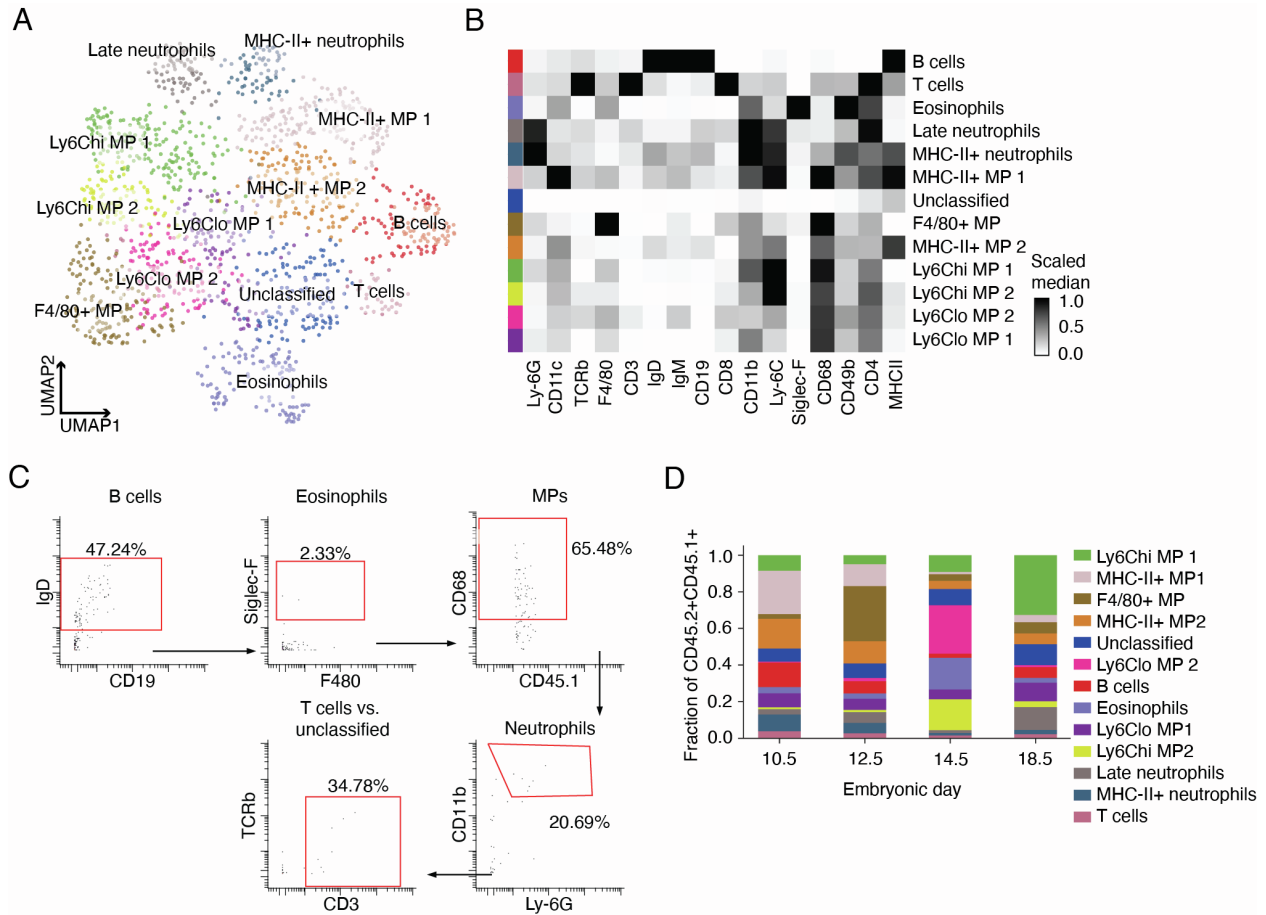 A
Late neutrophils
MHC-II+ neutrophils
MHC-II+ MP 1
Ly6Chi MP 1
MHC-II + MP 2
Ly6Chi MP 2
Ly6Clo MP 1
B cells
Ly6Clo MP 2
Unclassified
T cells
F4/80+ MP
Eosinophils
UMAP2
UMAP1
B
B cells
T cells
Eosinophils
Late neutrophils
MHC-II+ neutrophils
MHC-II+ MP 1
Unclassified
F4/80+ MP
MHC-II+ MP 2
Ly6Chi MP 1
Ly6Chi MP 2
Ly6Clo MP 2
Ly6Clo MP 1
Scaled
median
1.0
0.5
0.0
Ly-6G
CD11c
TCRb
F4/80
CD3
IgD
IgM
CD19
CD8
CD11b
Ly-6C
Siglec-F
CD68
CD49b
CD4
MHCII
C
B cells
47.24%
IgD
CD19
Eosinophils
2.33%
Siglec-F
F480
MPs
65.48%
CD68
CD45.1
T cells vs.
unclassified
34.78%
TCRb
CD3
Neutrophils
20.69%
CD11b
Ly-6G
D
Fraction of CD45.2+CD45.1+
1.0
0.8
0.6
0.4
0.2
0.0
10.5 12.5 14.5 18.5
Embryonic day
Ly6Chi MP 1
MHC-II+ MP1
F4/80+ MP
MHC-II+ MP2
Unclassified
Ly6Clo MP 2
B cells
Eosinophils
Ly6Clo MP1
Ly6Chi MP2
Late neutrophils
MHC-II+ neutrophils
T cells